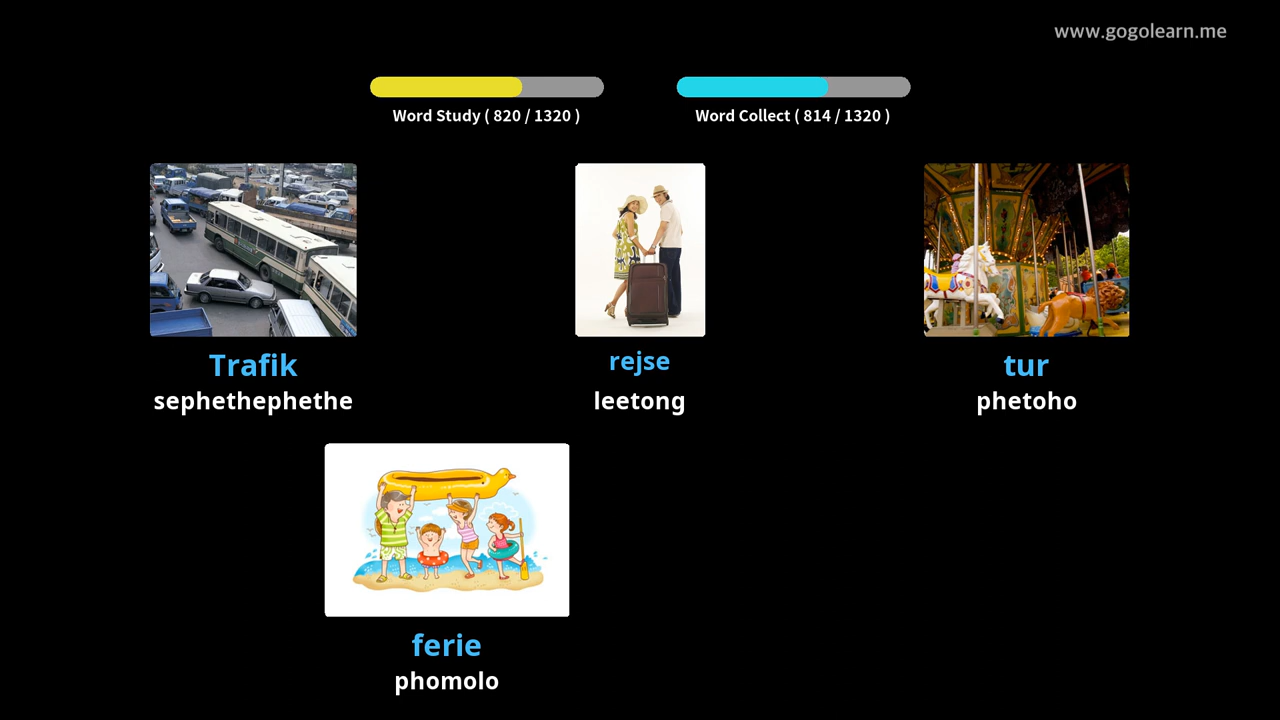 www.gogolearn.me
Word Study ( 820 / 1320 )
Word Collect ( 814 / 1320 )
Trafik
sephethephethe
rejse
leetong
tur
phetoho
ferie
phomolo